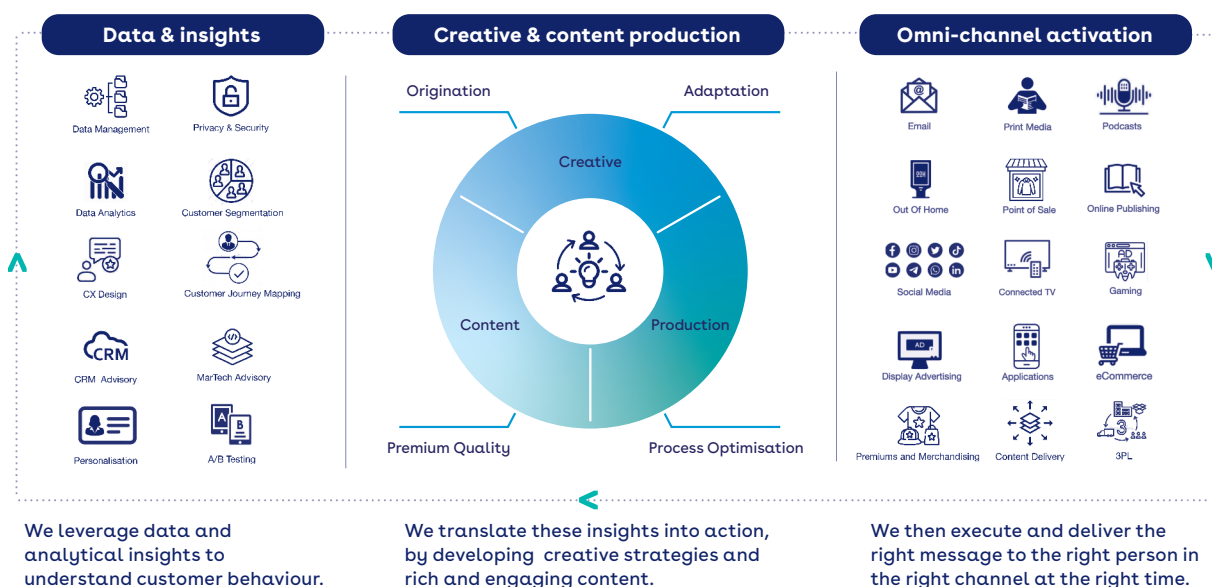 Data & insights
Creative & content production
Omni-channel activation
Data Management
Privacy & Security
Data Analytics
Customer Segmentation
CX Design
Customer Journey Mapping
CRM
CRM Advisory
MarTech Advisory
Personalisation
A
B
A/B Testing
Origination
Adaptation
Creative
Content
Production
Premium Quality
Process Optimisation
Email
Print Media
Podcasts
OOH
Out Of Home
Point of Sale
Online Publishing
Social Media
Connected TV
AD
Gaming
AD
Display Advertising
Applications
eCommerce
Premiums and Merchandising
Content Delivery
3
3PL
We leverage data and
analytical insights to
understand customer behaviour.
We translate these insights into action,
by developing creative strategies and
rich and engaging content.
We then execute and deliver the
right message to the right person in
the right channel at the right time.